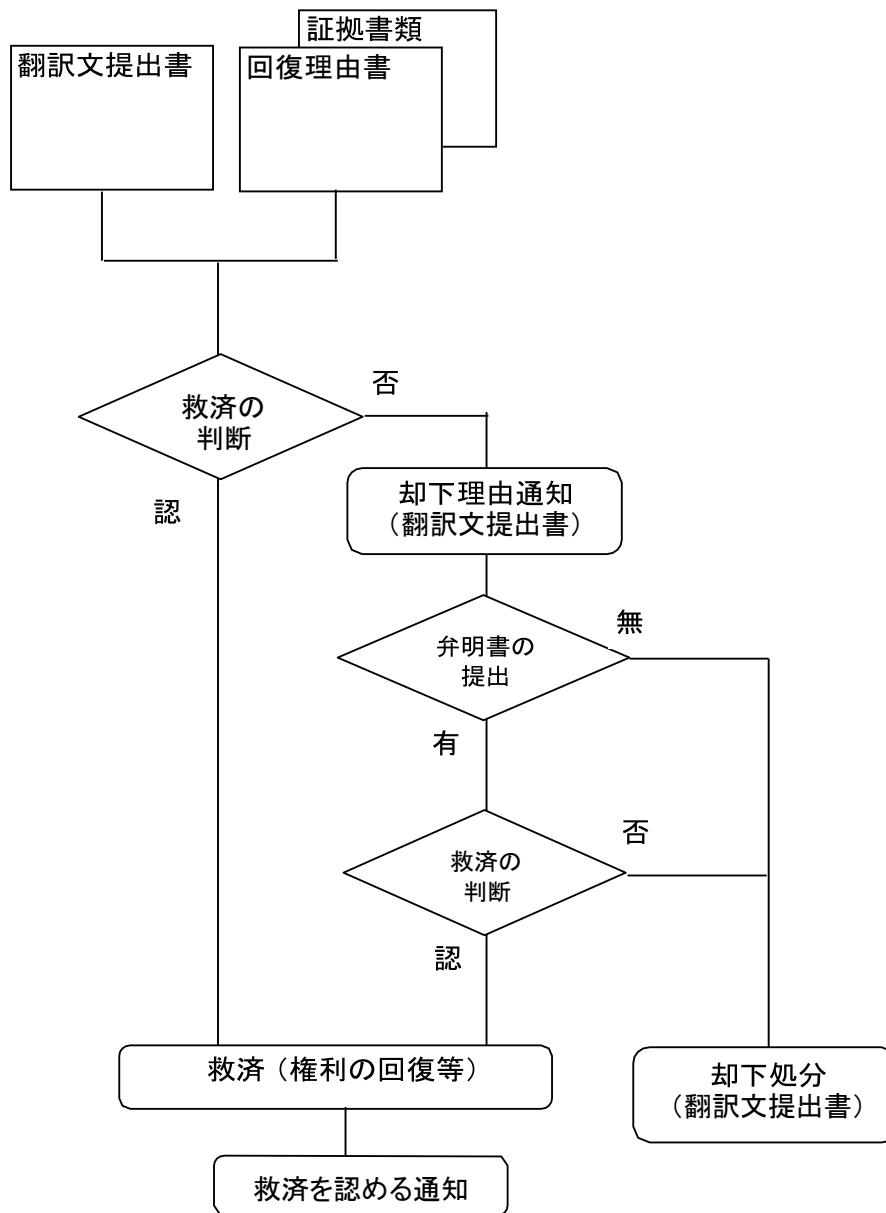 証拠書類
翻訳文提出書
回復理由書
救済の
判断
否
認
却下理由通知
（翻訳文提出書）
弁明書の
提出
無
有
救済の
判断
否
認
救済（権利の回復等）
却下処分
（翻訳文提出書）
救済を認める通知